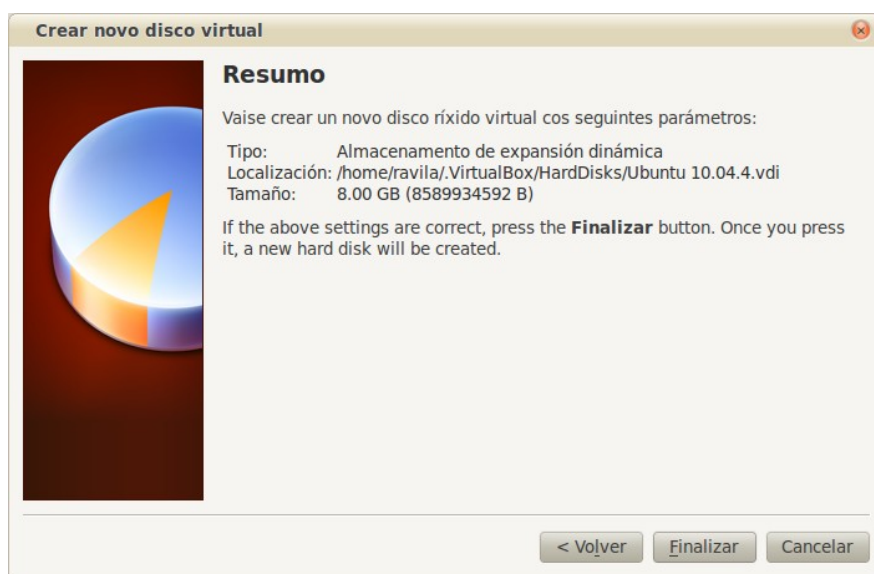 Crear novo disco virtual
Resumo
Vaise crear un novo disco ríxido virtual cos seguintes parámetros:
Tipo: Almacenamento de expansión dinámica
Localización: /home/ravila/.VirtualBox/HardDisks/Ubuntu 10.04.4.vdi
Tamaño: 8.00 GB (8589934592 B)
If the above settings are correct, press the Finalizar button. Once you press
it, a new hard disk will be created.
< Volver Finalizar Cancelar